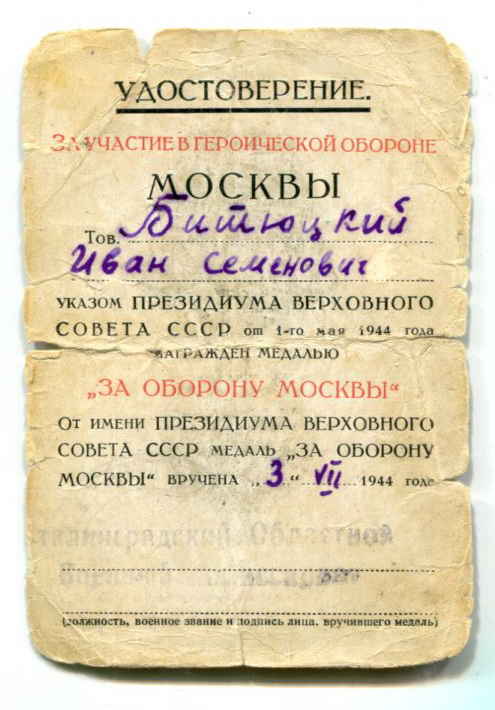 УДОСТОВЕРЕНИЕ.
ЗА УЧАСТИЕ В ГЕРОИЧЕСКОЙ ОБОРОНЕ
МОСКВЫ
Тов. Битюцкий
Иван Семенович
УКАЗОМ ПРЕЗИДИУМА ВЕРХОВНОГО
СОВЕТА СССР от 1-го мая 1944 года
НАГРАЖДЕН МЕДАЛЬЮ
„ЗА ОБОРОНУ МОСКВЫ“
От имени ПРЕЗИДИУМА ВЕРХОВНОГО
СОВЕТА СССР МЕДАЛЬ „ЗА ОБОРОНУ
МОСКВЫ“ ВРУЧЕНА „3“ VII 1944 года
Областной
(должность, военное звание и подпись лица, вручившего медаль)